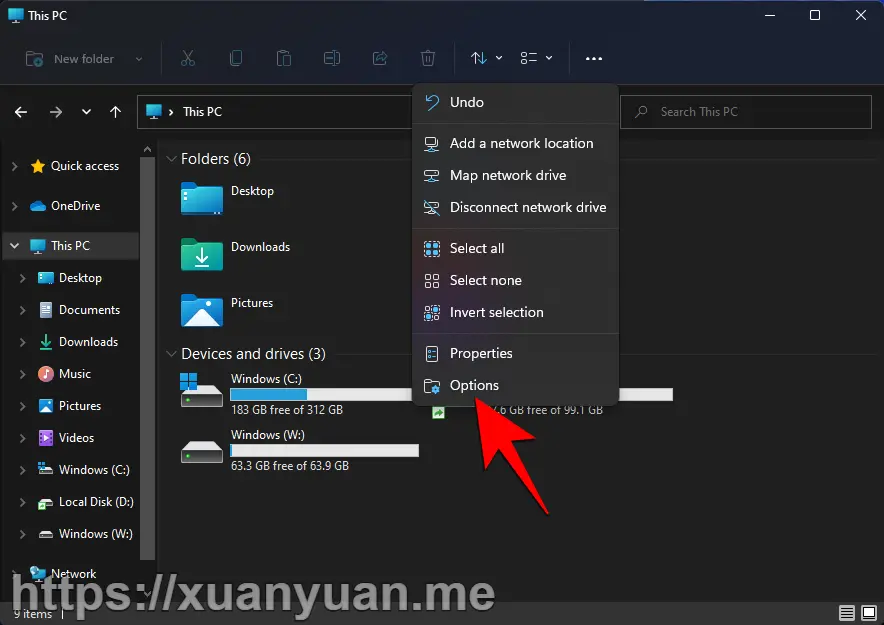 This PC
New folder
This PC
Search This PC
Undo
Add a network location
Map network drive
Disconnect network drive
Select all
Select none
Invert selection
Properties
Options
Quick access
OneDrive
This PC
Desktop
Documents
Downloads
Music
Pictures
Videos
Windows (C:)
Local Disk (D:)
Windows (W:)
Network
Folders (6)
Desktop
Downloads
Pictures
Devices and drives (3)
Windows (C:)
183 GB free of 312 GB
.6 GB free of 99.1 GB
Windows (W:)
63.3 GB free of 63.9 GB
https://xuanyuan.me
9 items